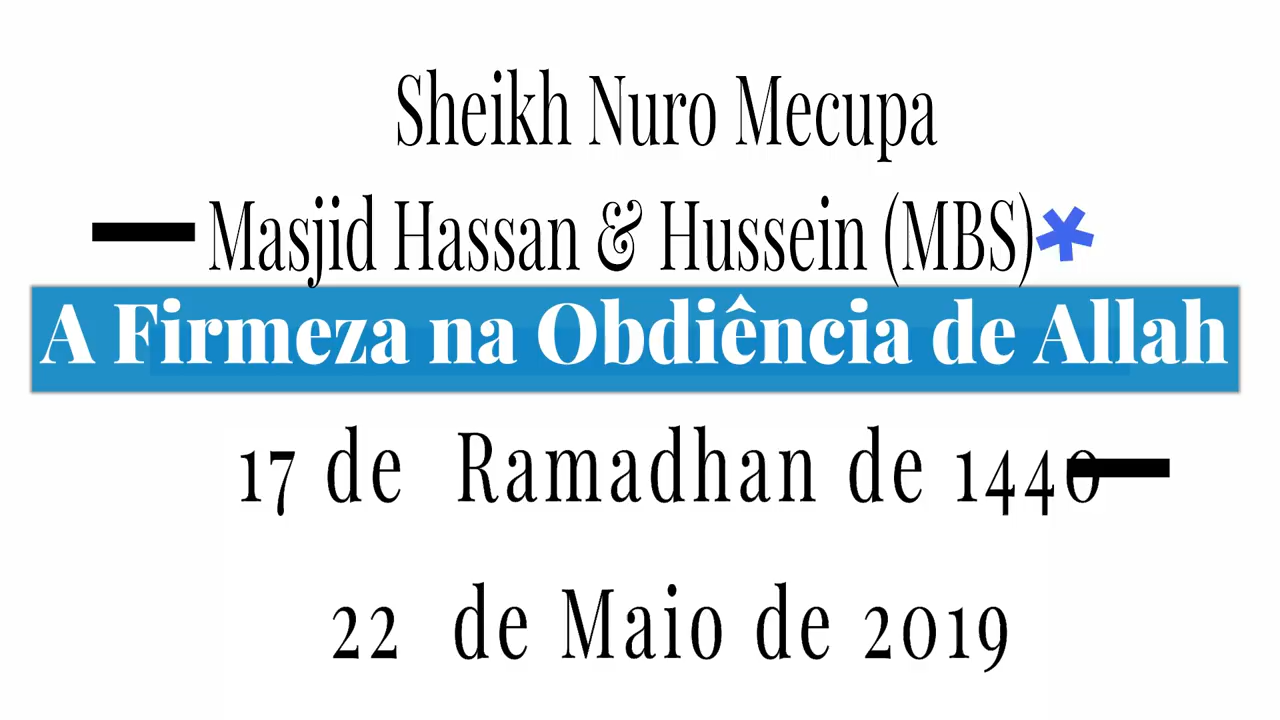 Sheikh Nuro Mecupa
Masjid Hassan & Hussein (MBS)
A Firmeza na Obdiência de Allah
17 de Ramadhan de 1440
22 de Maio de 2019